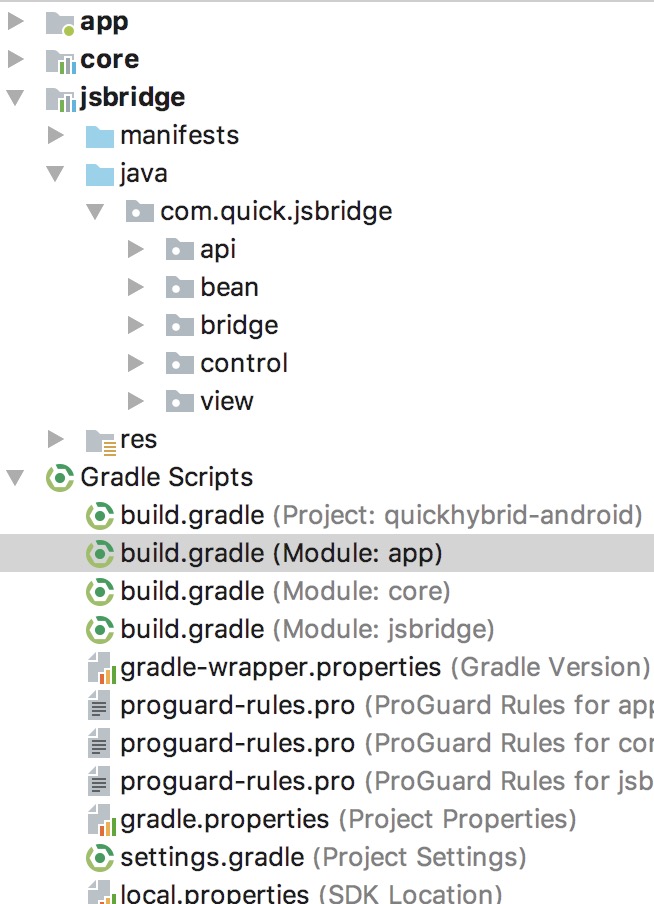 app
core
jsbridge
manifests
java
com.quick.jsbridge
api
bean
bridge
control
view
res
Gradle Scripts
build.gradle (Project: quickhybrid-android)
build.gradle (Module: app)
build.gradle (Module: core)
build.gradle (Module: jsbridge)
gradle-wrapper.properties (Gradle Version)
proguard-rules.pro (ProGuard Rules for app
proguard-rules.pro (ProGuard Rules for cor
proguard-rules.pro (ProGuard Rules for jsb
gradle.properties (Project Properties)
settings.gradle (Project Settings)
local.properties (SDK Location)